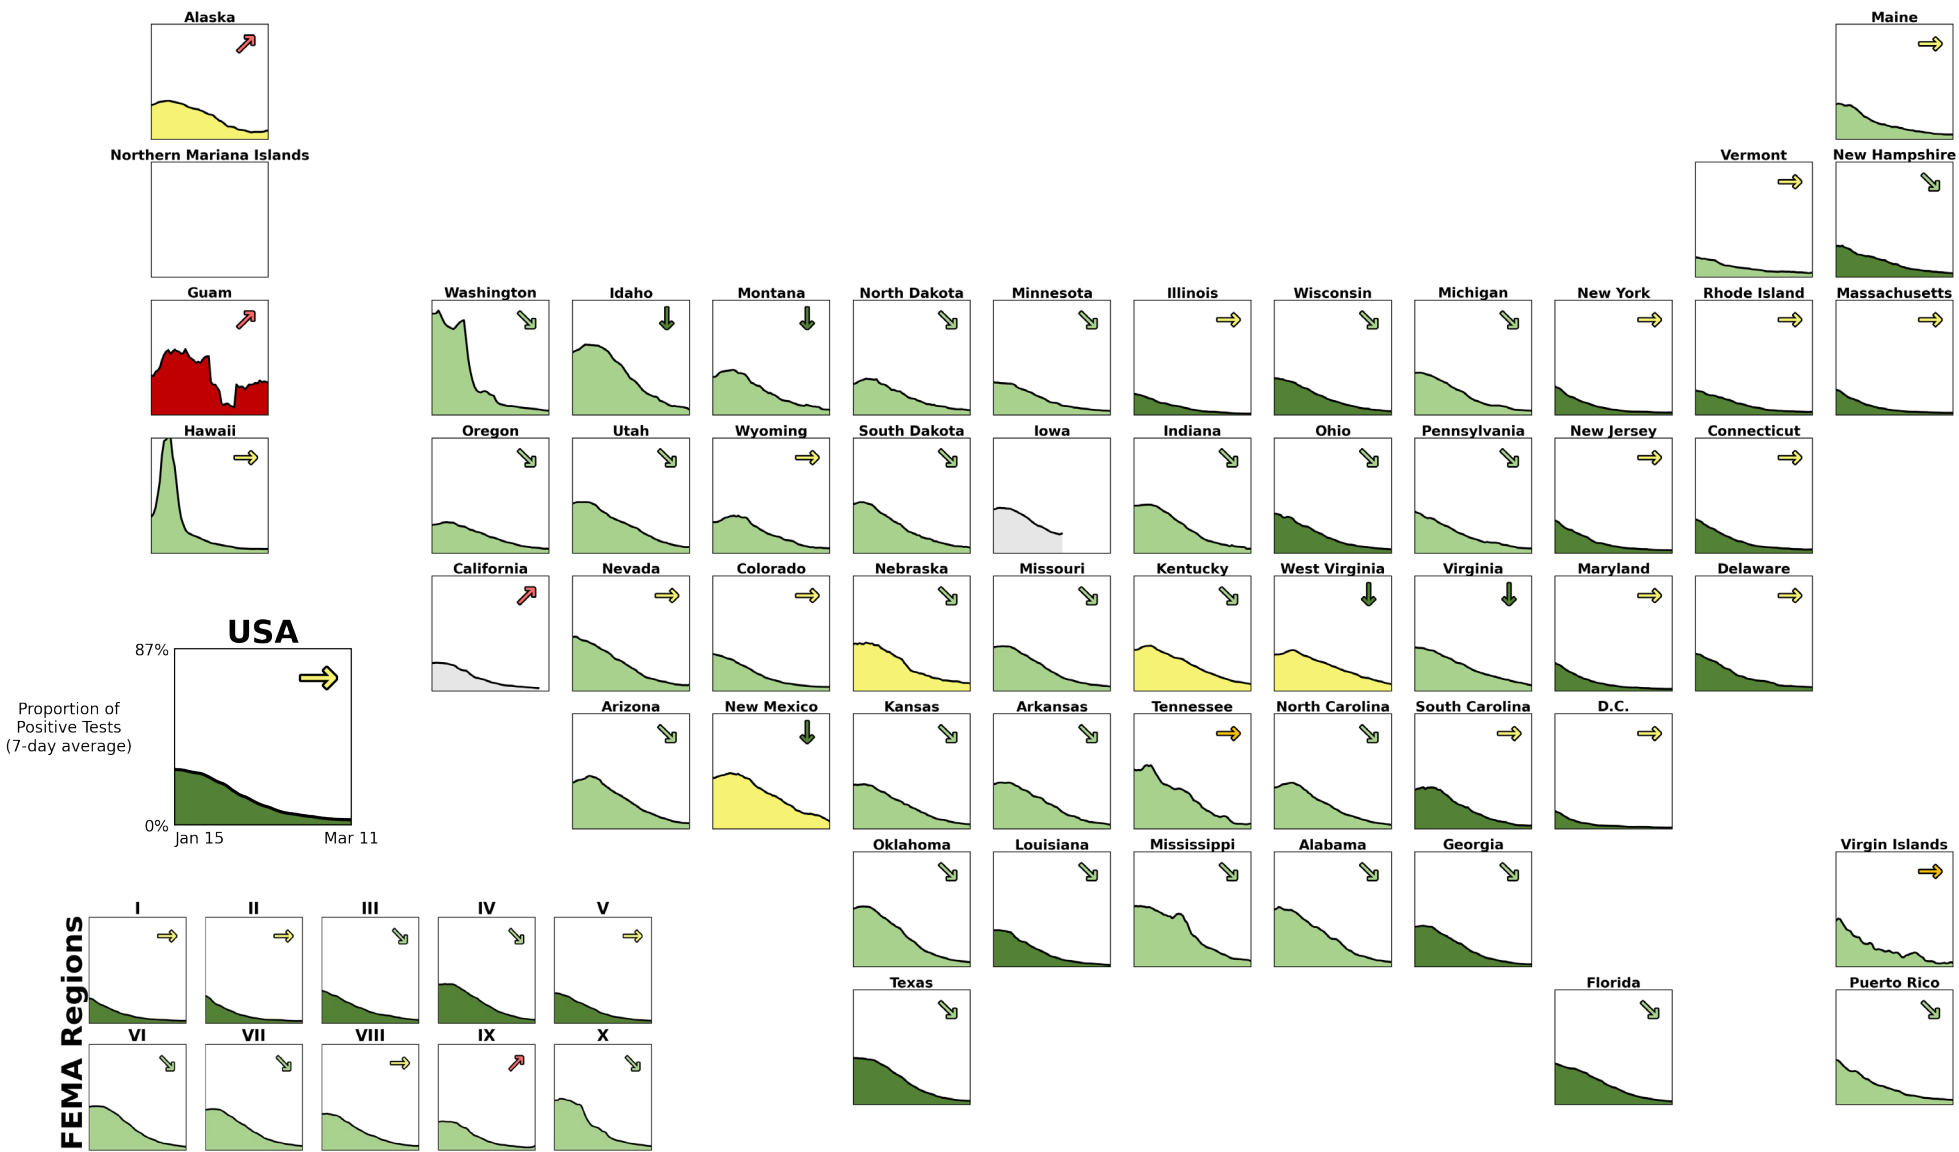 Alaska
Maine
Northern Mariana Islands
Vermont
New Hampshire
Guam
Washington
Idaho
Montana
North Dakota
Minnesota
Illinois
Wisconsin
Michigan
New York
Rhode Island
Massachusetts
Hawaii
Oregon
Utah
Wyoming
South Dakota
Iowa
Indiana
Ohio
Pennsylvania
New Jersey
Connecticut
California
Nevada
Colorado
Nebraska
Missouri
Kentucky
West Virginia
Virginia
Maryland
Delaware
USA
87%
Proportion of
Positive Tests
(7-day average)
0%
Jan 15
Mar 11
Arizona
New Mexico
Kansas
Arkansas
Tennessee
North Carolina
South Carolina
D.C.
Oklahoma
Louisiana
Mississippi
Alabama
Georgia
Virgin Islands
Texas
Florida
Puerto Rico
FEMA Regions
I
II
III
IV
V
VI
VII
VIII
IX
X